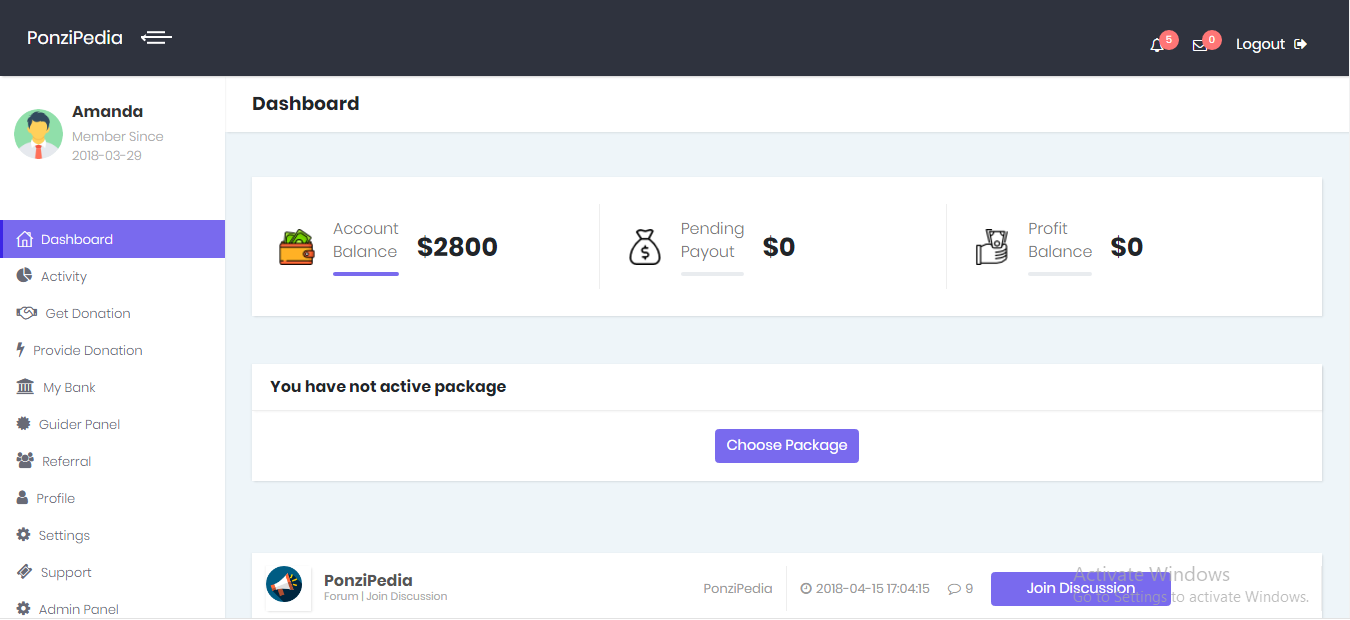 PonziPedia
5
0
Logout
Amanda
Member Since
2018-03-29
Dashboard
Activity
Get Donation
Provide Donation
My Bank
Guider Panel
Referral
Profile
Settings
Support
Admin Panel
Dashboard
Account
Balance
$2800
Pending
Payout
$0
Profit
Balance
$0
You have not active package
Choose Package
PonziPedia
Forum | Join Discussion
PonziPedia
2018-04-15 17:04:15
9
Join Discussion
Activate Windows
Go to Settings to activate Windows.